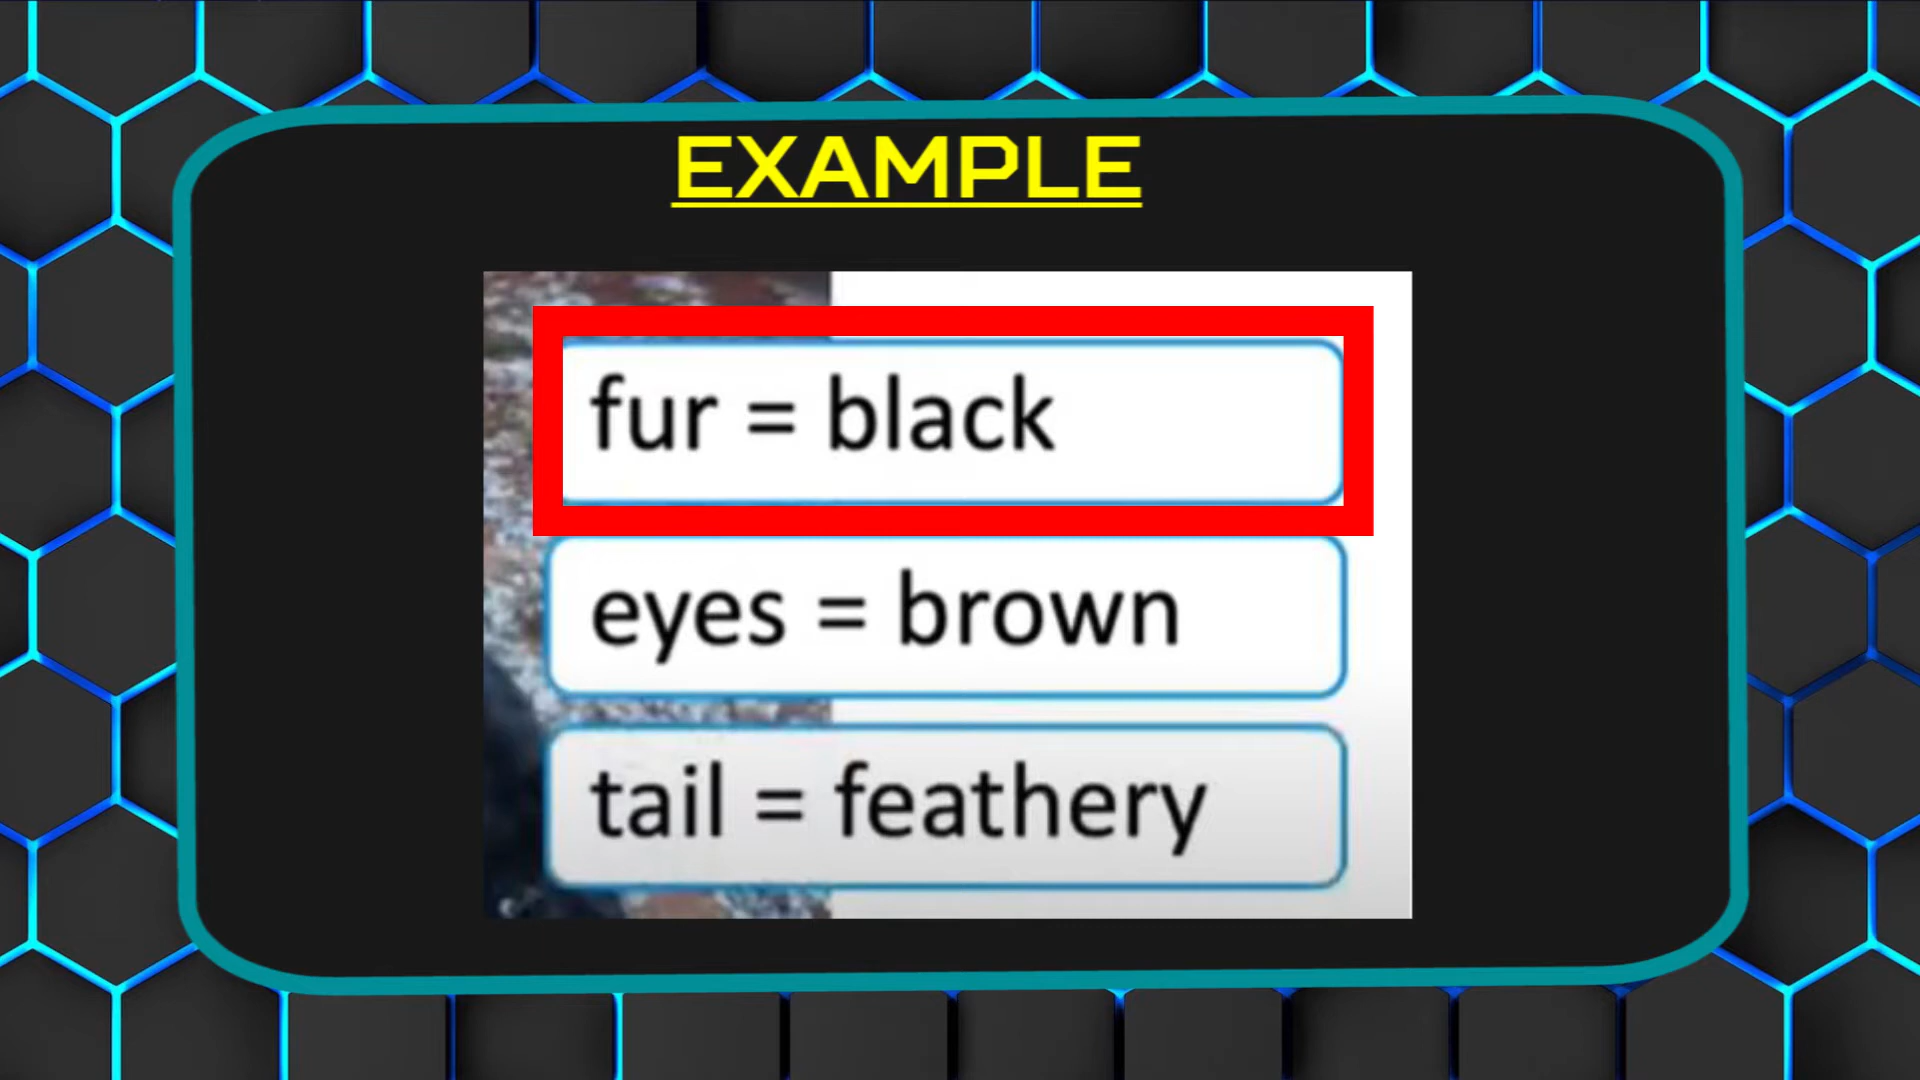 EXAMPLE
fur = black
eyes = brown
tail = feathery